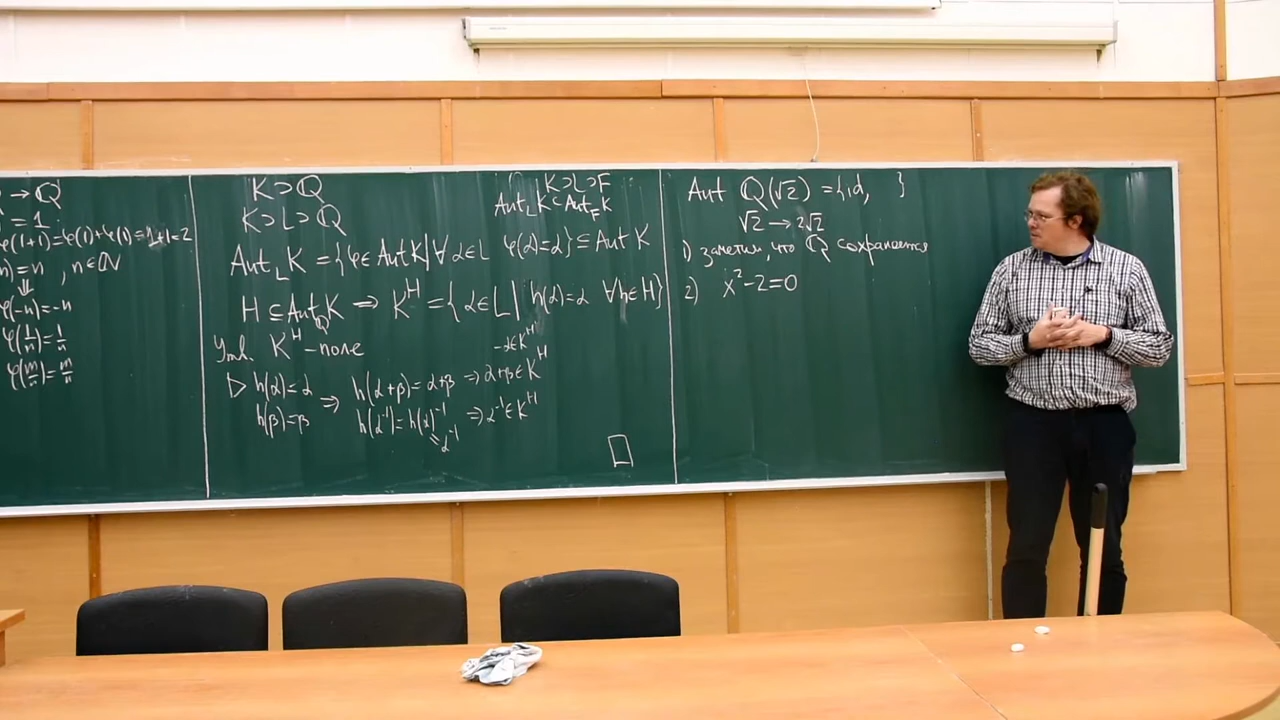 → Q
= 1
φ(1+1)=φ(1)+φ(1)=1+1=2
=n , n∈ℕ
⇓
φ(-n)=-n
φ(1/n)=1/n
φ(m/n)=m/n
K⊃Q
K⊃L⊃Q
K⊃L⊃F
Aut_L K ⊂ Aut_F K
Aut_L K = {φ∈Aut K | ∀α∈L φ(α)=α} ⊆ Aut K
H ⊆ Aut_Q K ⇒ K^H = {α∈L | h(α)=α ∀h∈H}
Утв. K^H – поле
-α∈K^H
▷ h(α)=α
h(β)=β
⇒
h(α+β)=α+β ⇒ α+β∈K^H
h(α⁻¹)=h(α)⁻¹ ⇒ α⁻¹∈K^H
= α⁻¹
□
Aut Q(√2) = {id, }
√2 → 2√2
1) заметим, что Q сохраняется
2) x²-2=0